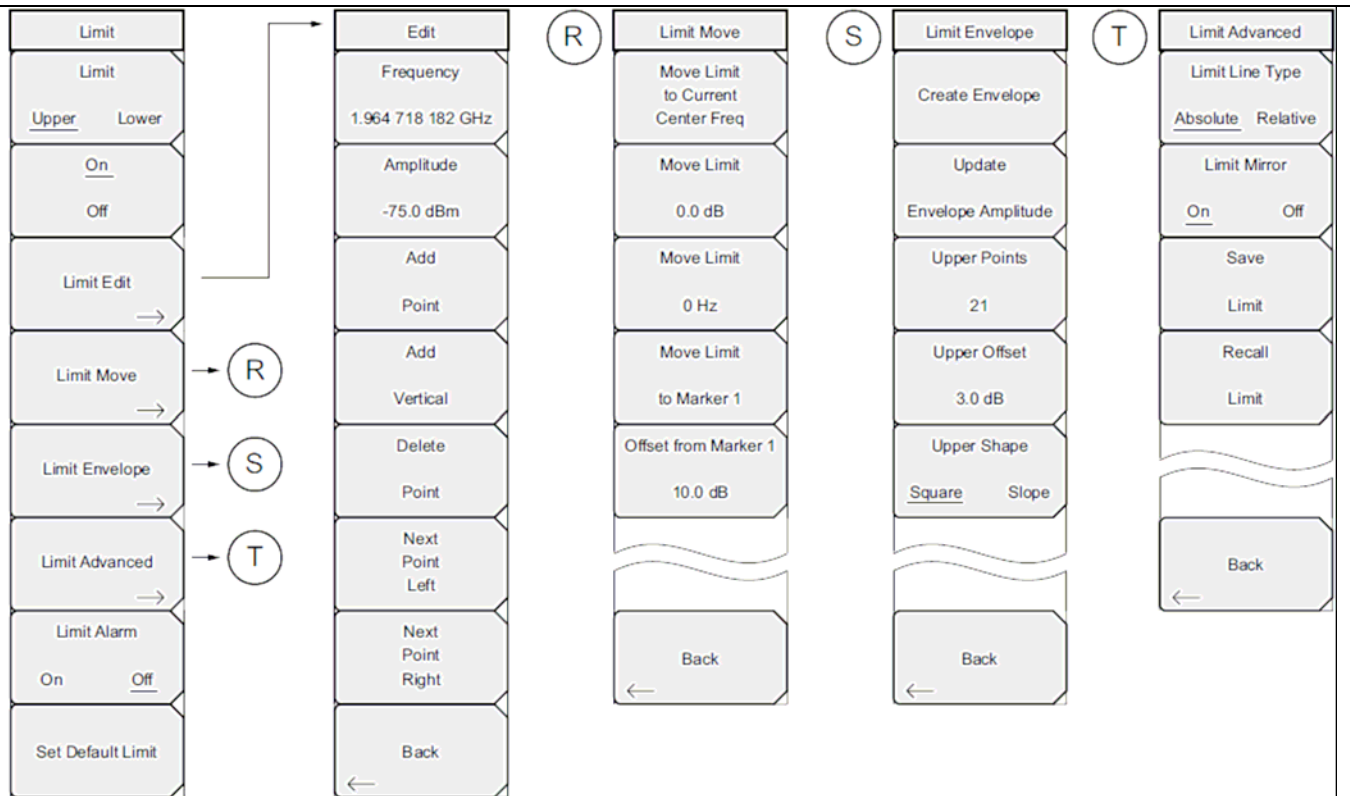 Limit
Limit
Upper Lower
On
Off
Limit Edit
Limit Move
Limit Envelope
Limit Advanced
Limit Alarm
On Off
Set Default Limit
R
S
T
Edit
Frequency
1.964 718 182 GHz
Amplitude
-75.0 dBm
Add
Point
Add
Vertical
Delete
Point
Next
Point
Left
Next
Point
Right
Back
R
Limit Move
Move Limit
to Current
Center Freq
Move Limit
0.0 dB
Move Limit
0 Hz
Move Limit
to Marker 1
Offset from Marker 1
10.0 dB
Back
S
Limit Envelope
Create Envelope
Update
Envelope Amplitude
Upper Points
21
Upper Offset
3.0 dB
Upper Shape
Square Slope
Back
T
Limit Advanced
Limit Line Type
Absolute Relative
Limit Mirror
On Off
Save
Limit
Recall
Limit
Back